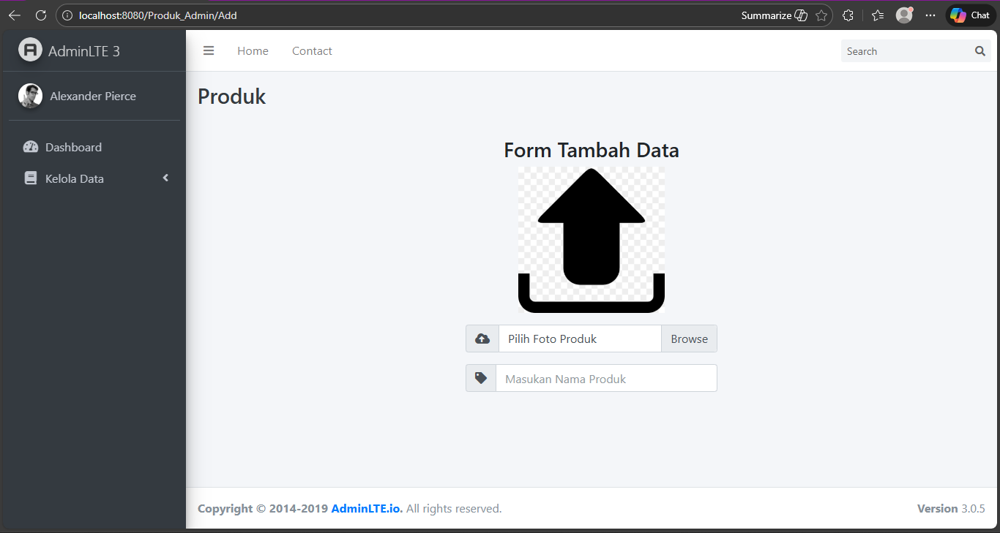 localhost:8080/Produk_Admin/Add
Summarize
Chat
AdminLTE 3
Home
Contact
Search
Alexander Pierce
Produk
Dashboard
Kelola Data
Form Tambah Data
Pilih Foto Produk
Browse
Masukan Nama Produk
Copyright © 2014-2019 AdminLTE.io. All rights reserved.
Version 3.0.5